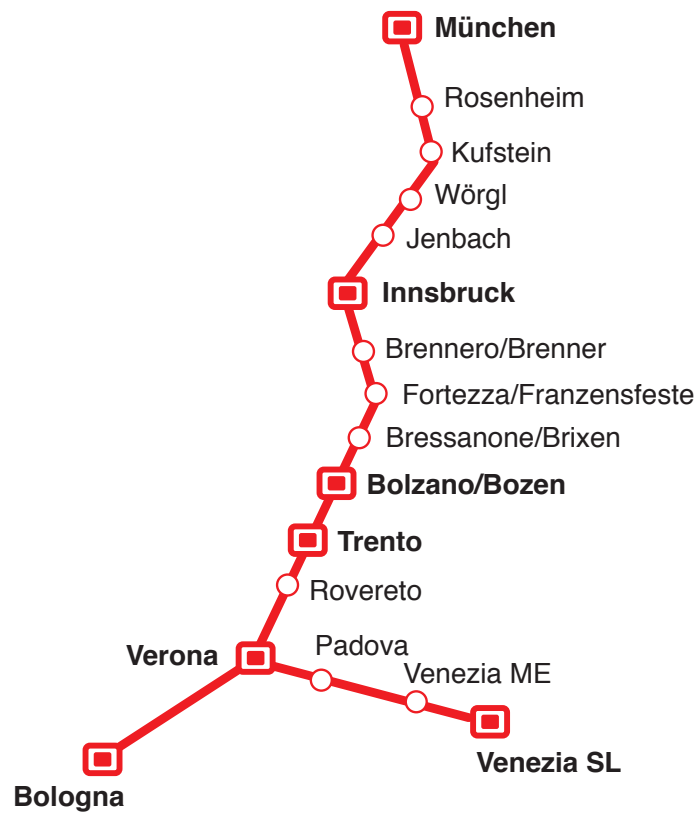 München
Rosenheim
Kufstein
Wörgl
Jenbach
Innsbruck
Brennero/Brenner
Fortezza/Franzensfeste
Bressanone/Brixen
Bolzano/Bozen
Trento
Rovereto
Verona
Padova
Venezia ME
Venezia SL
Bologna